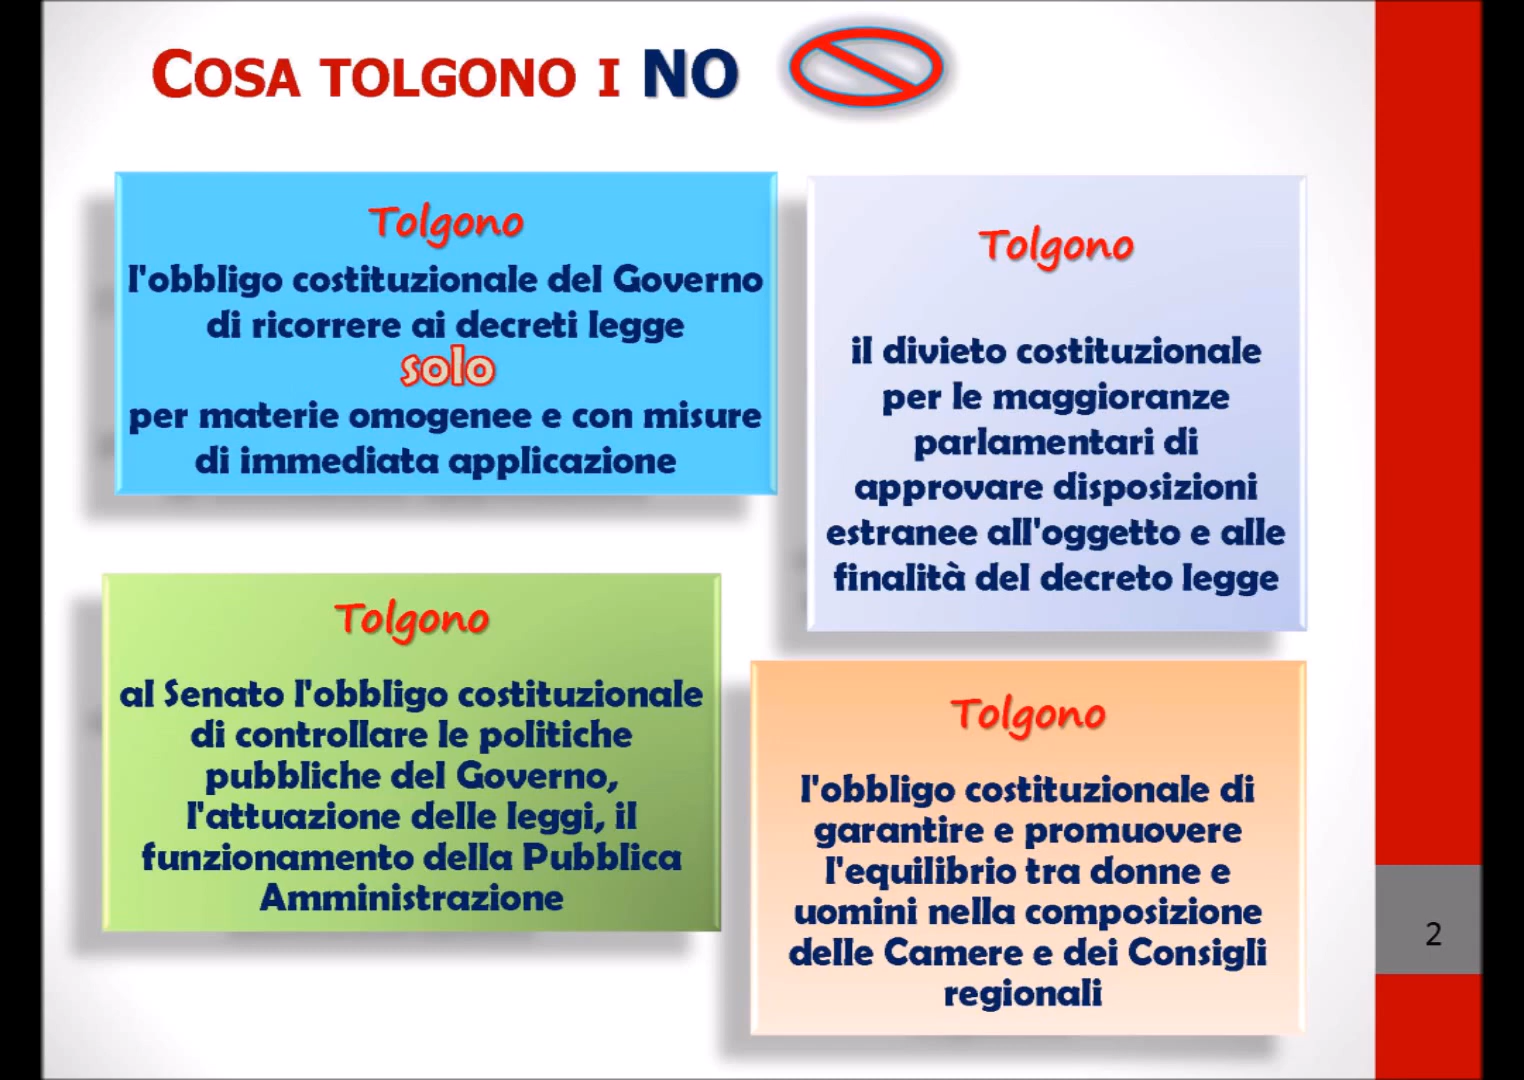 COSA TOLGONO I NO
Tolgono
l'obbligo costituzionale del Governo
di ricorrere ai decreti legge
solo
per materie omogenee e con misure
di immediata applicazione
Tolgono
il divieto costituzionale
per le maggioranze
parlamentari di
approvare disposizioni
estranee all'oggetto e alle
finalità del decreto legge
Tolgono
al Senato l'obbligo costituzionale
di controllare le politiche
pubbliche del Governo,
l'attuazione delle leggi, il
funzionamento della Pubblica
Amministrazione
Tolgono
l'obbligo costituzionale di
garantire e promuovere
l'equilibrio tra donne e
uomini nella composizione
delle Camere e dei Consigli
regionali
2